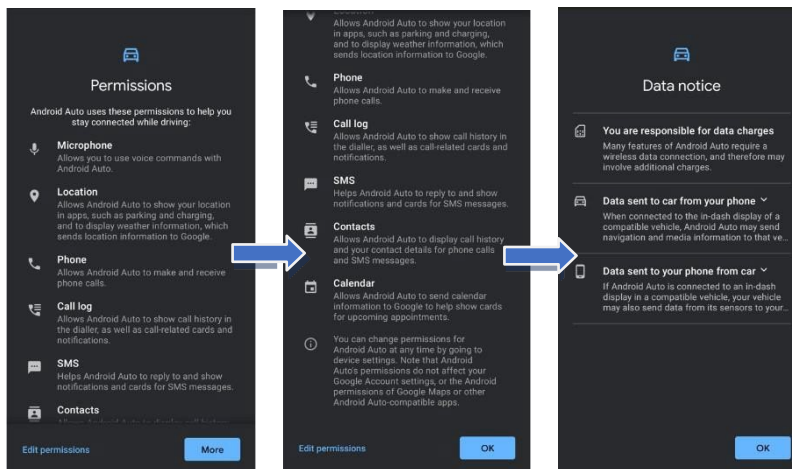 Permissions
Android Auto uses these permissions to help you
stay connected while driving:
Microphone
Allows you to use voice commands with
Android Auto.
Location
Allows Android Auto to show your location
in apps, such as parking and charging,
and to display weather information, which
sends location information to Google.
Phone
Allows Android Auto to make and receive
phone calls.
Call log
Allows Android Auto to show call history in
the dialler, as well as call-related cards and
notifications.
SMS
Helps Android Auto to reply to and show
notifications and cards for SMS messages.
Contacts
Allows Android Auto to display call history
Edit permissions
More
Location
Allows Android Auto to show your location
in apps, such as parking and charging,
and to display weather information, which
sends location information to Google.
Phone
Allows Android Auto to make and receive
phone calls.
Call log
Allows Android Auto to show call history in
the dialler, as well as call-related cards and
notifications.
SMS
Helps Android Auto to reply to and show
notifications and cards for SMS messages.
Contacts
Allows Android Auto to display call history
and your contact details for phone calls
and SMS messages.
Calendar
Allows Android Auto to send calendar
information to Google to help show cards
for upcoming appointments.
You can change permissions for
Android Auto at any time by going to
device settings. Note that Android
Auto's permissions do not affect your
Google Account settings, or the Android
permissions of Google Maps or other
Android Auto-compatible apps.
Edit permissions
OK
Data notice
You are responsible for data charges
Many features of Android Auto require a
wireless data connection, and therefore may
involve additional charges.
Data sent to car from your phone
When connected to the in-dash display of a
compatible vehicle, Android Auto may send
navigation and media information to that ve...
Data sent to your phone from car
If Android Auto is connected to an in-dash
display in a compatible vehicle, your vehicle
may also send data from its sensors to your...
OK